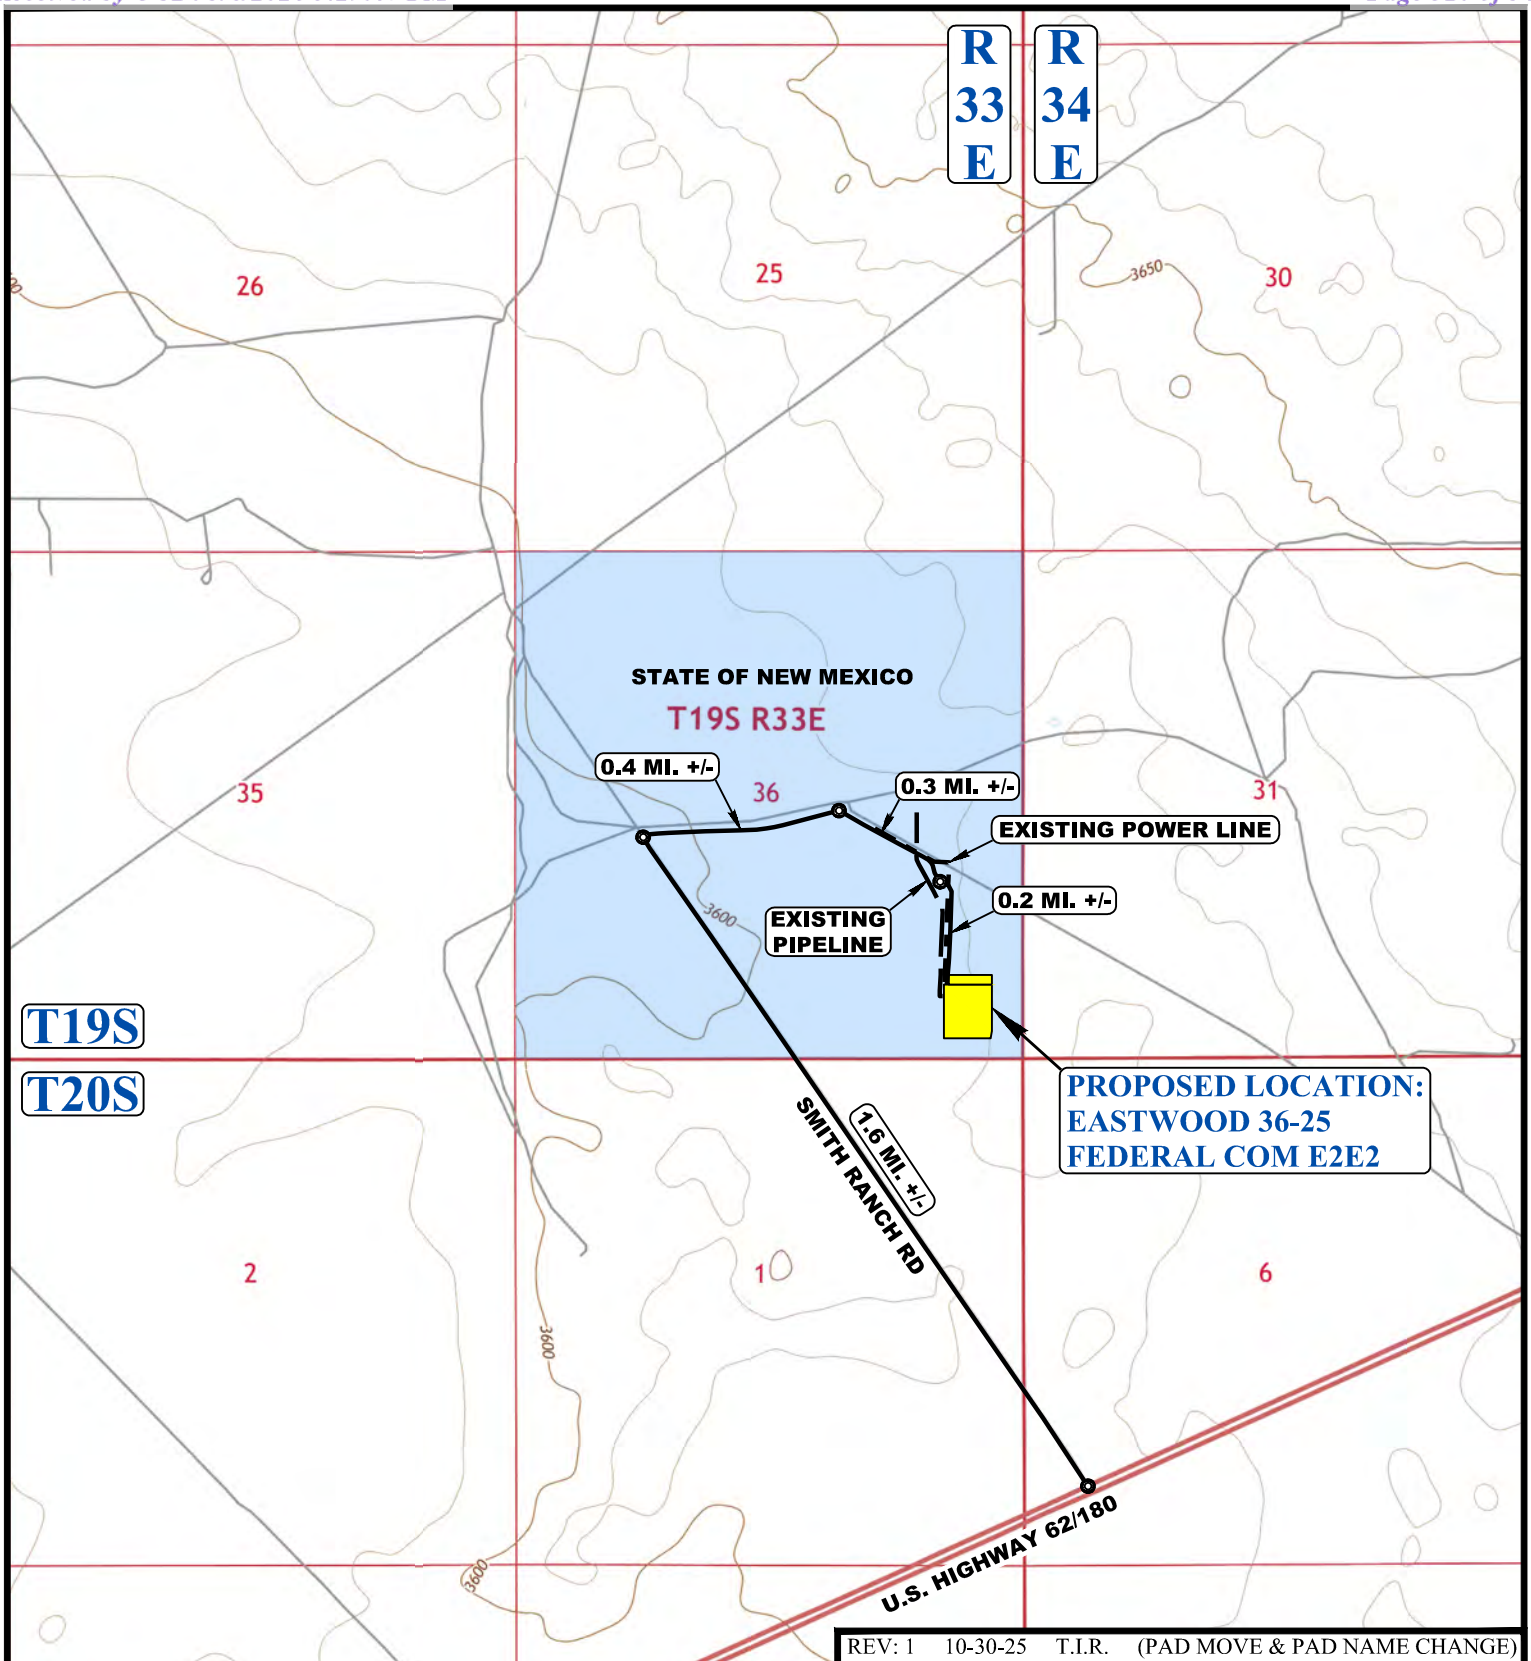 R
33
E
R
34
E
26
25
30
3650
STATE OF NEW MEXICO
T19S R33E
0.4 MI. +/-
35
36
0.3 MI. +/-
31
EXISTING POWER LINE
0.2 MI. +/-
3600
EXISTING
PIPELINE
T19S
T20S
PROPOSED LOCATION:
EASTWOOD 36-25
FEDERAL COM E2E2
1.6 MI. +/-
SMITH RANCH RD
2
1
6
3600
3600
U.S. HIGHWAY 62/180
REV: 1 10-30-25 T.I.R. (PAD MOVE & PAD NAME CHANGE)